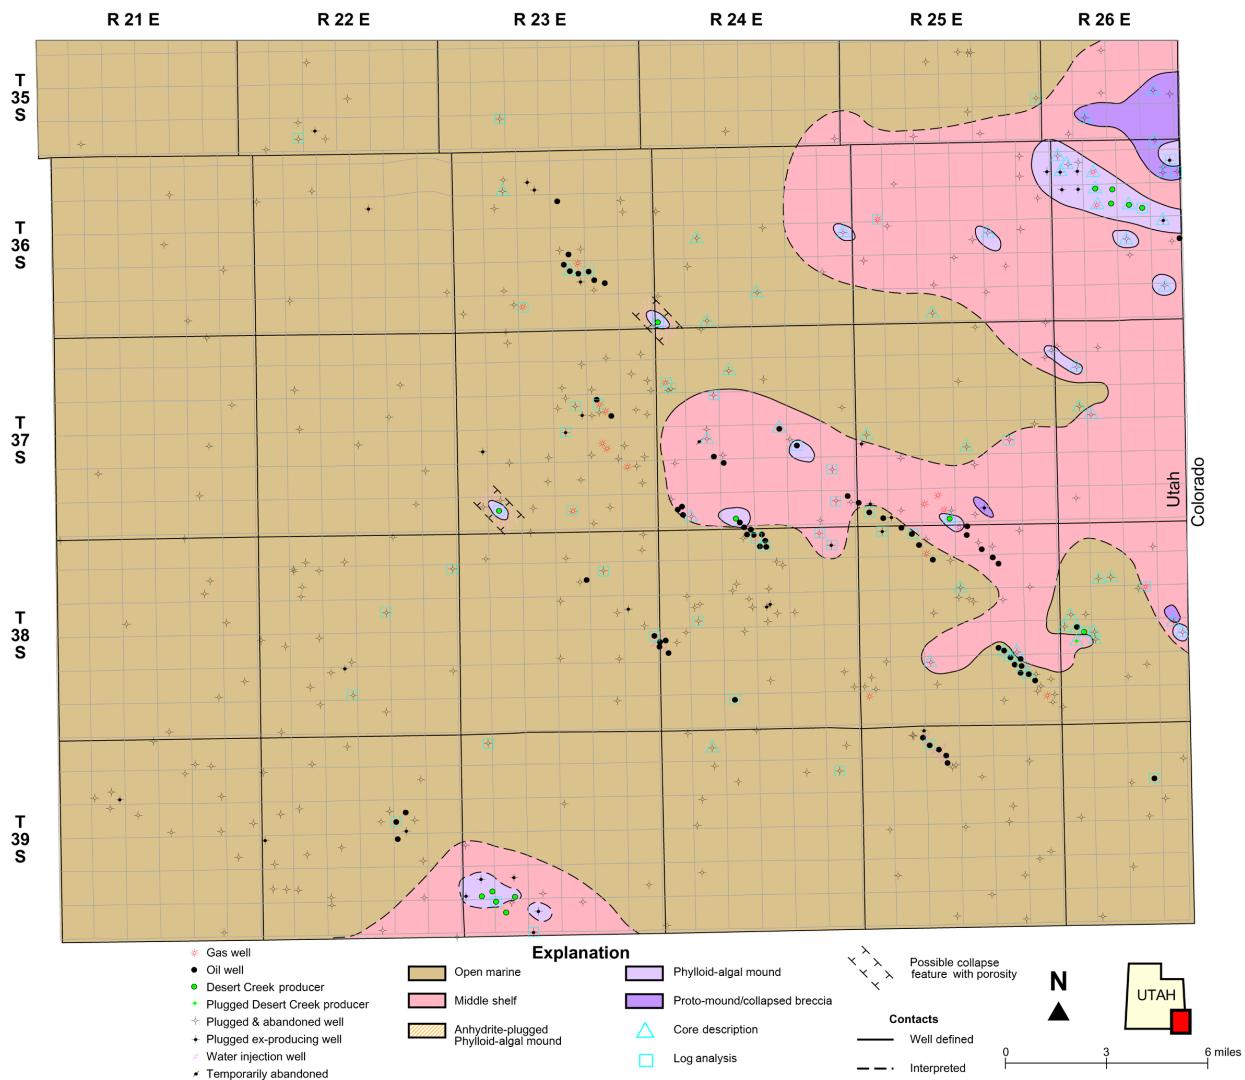 R 21 E
R 22 E
R 23 E
R 24 E
R 25 E
R 26 E
T
35
S
T
36
S
T
37
S
T
38
S
T
39
S
Utah
Colorado
Explanation
Gas well
Oil well
Desert Creek producer
Plugged Desert Creek producer
Plugged & abandoned well
Plugged ex-producing well
Water injection well
Temporarily abandoned
Open marine
Middle shelf
Anhydrite-plugged
Phylloid-algal mound
Phylloid-algal mound
Proto-mound/collapsed breccia
Core description
Log analysis
Possible collapse
feature with porosity
Contacts
Well defined
Interpreted
N
UTAH
0 3 6 miles